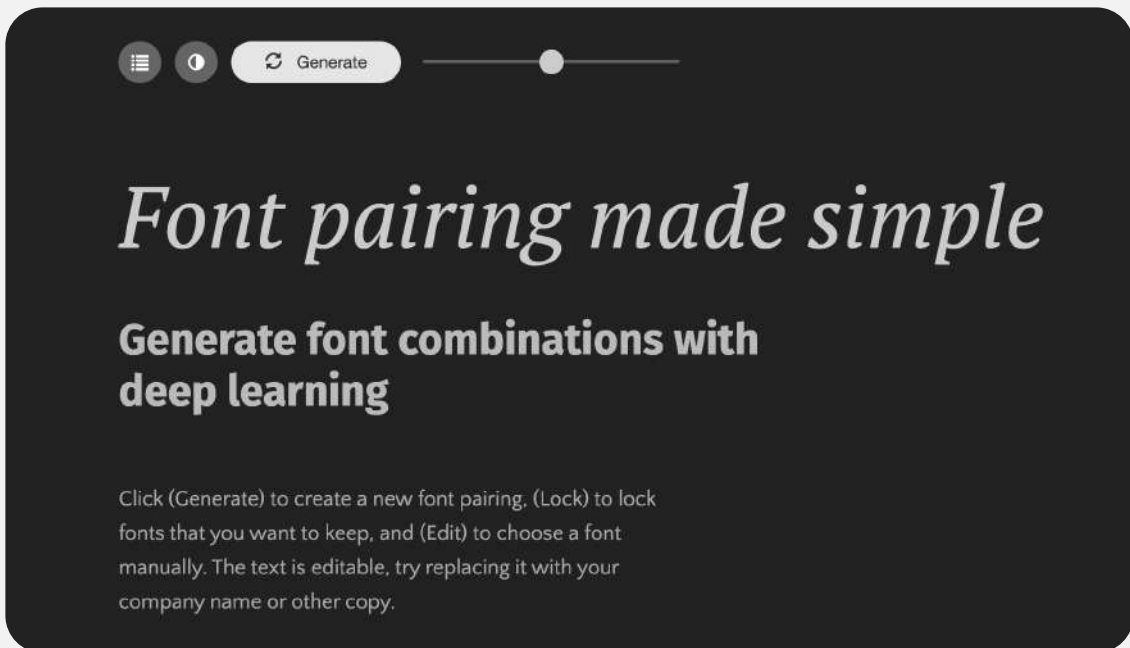 Generate
Font pairing made simple
Generate font combinations with
deep learning
Click (Generate) to create a new font pairing, (Lock) to lock
fonts that you want to keep, and (Edit) to choose a font
manually. The text is editable, try replacing it with your
company name or other copy.